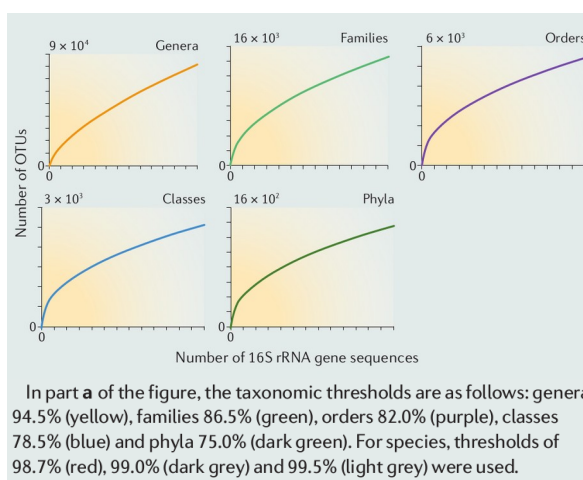 9 × 10⁴ Genera
16 × 10³ Families
6 × 10³ Orders
0
0
0
0
0
0
Number of OTUs
3 × 10³ Classes
16 × 10² Phyla
0
0
0
0
Number of 16S rRNA gene sequences
In part a of the figure, the taxonomic thresholds are as follows: genera
94.5% (yellow), families 86.5% (green), orders 82.0% (purple), classes
78.5% (blue) and phyla 75.0% (dark green). For species, thresholds of
98.7% (red), 99.0% (dark grey) and 99.5% (light grey) were used.